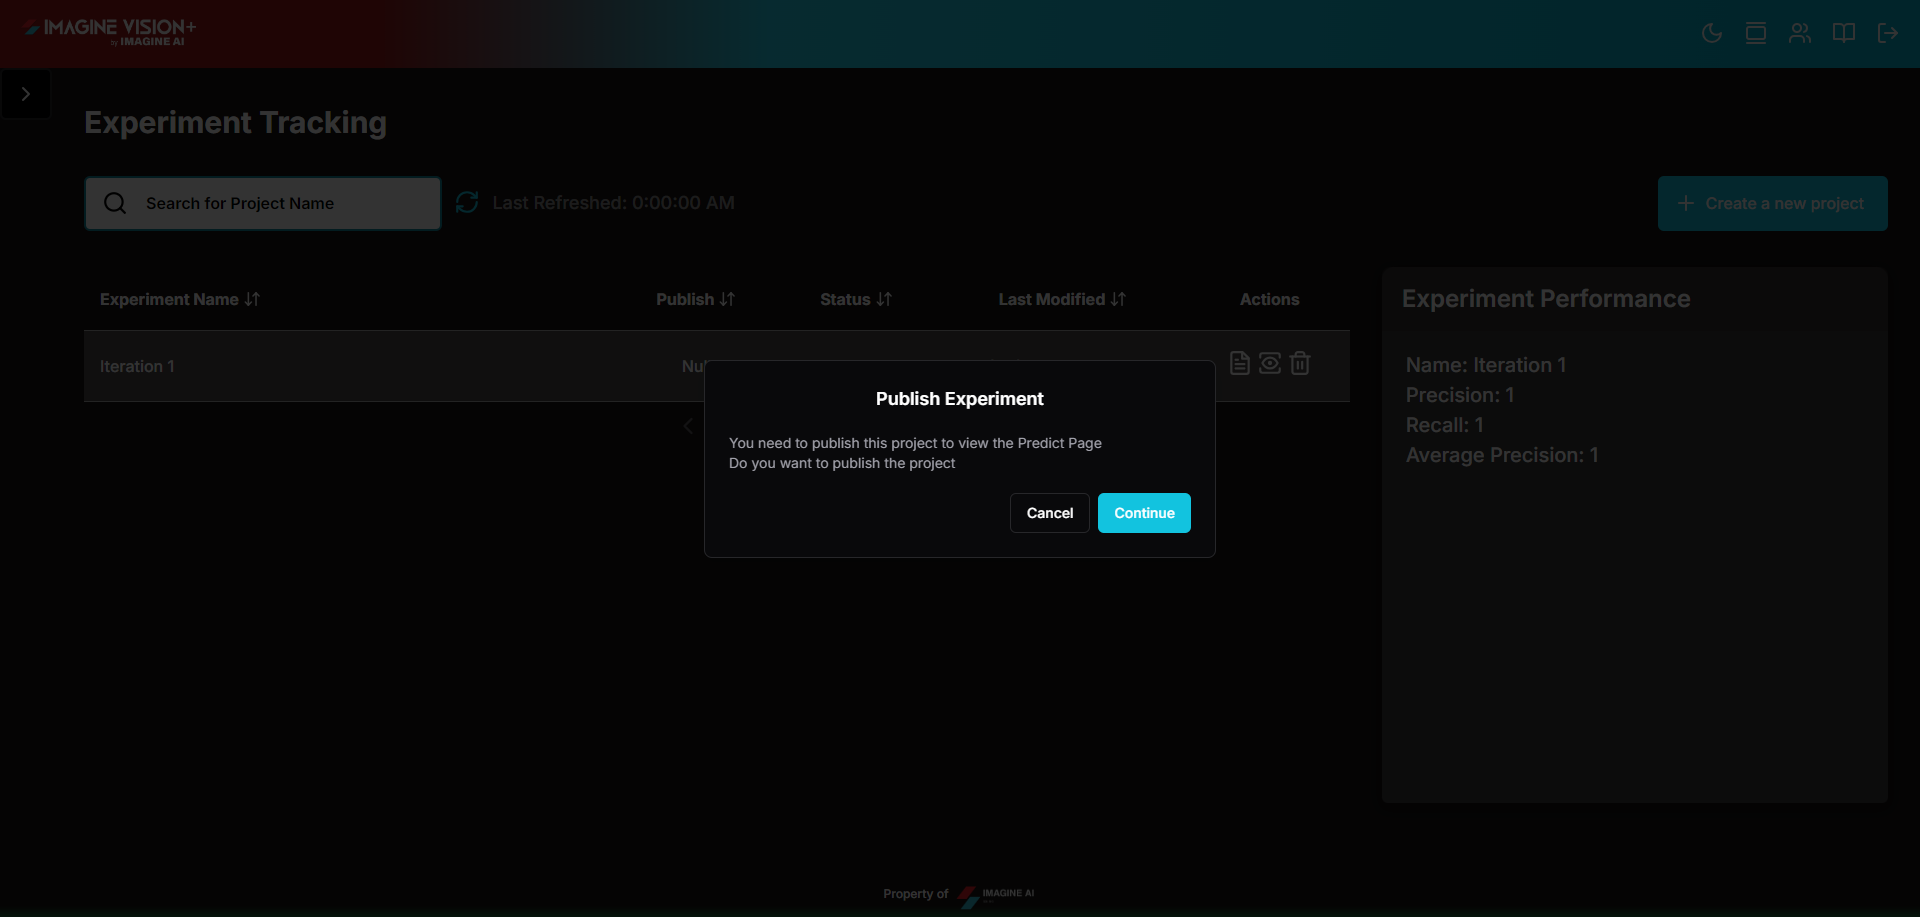 IMAGINE VISION+
by IMAGINE AI
Experiment Tracking
Search for Project Name
Last Refreshed: 0:00:00 AM
Create a new project
Experiment Name
Publish
Status
Last Modified
Actions
Iteration 1
Experiment Performance
Name: Iteration 1
Precision: 1
Recall: 1
Average Precision: 1
Publish Experiment
You need to publish this project to view the Predict Page
Do you want to publish the project
Cancel
Continue
Property of
IMAGINE AI